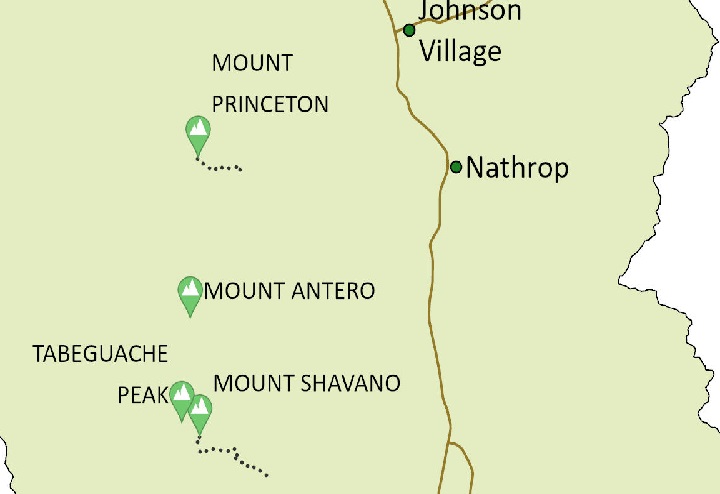 Johnson
Village
MOUNT
PRINCETON
Nathrop
MOUNT ANTERO
TABEGUACHE
PEAK
MOUNT SHAVANO